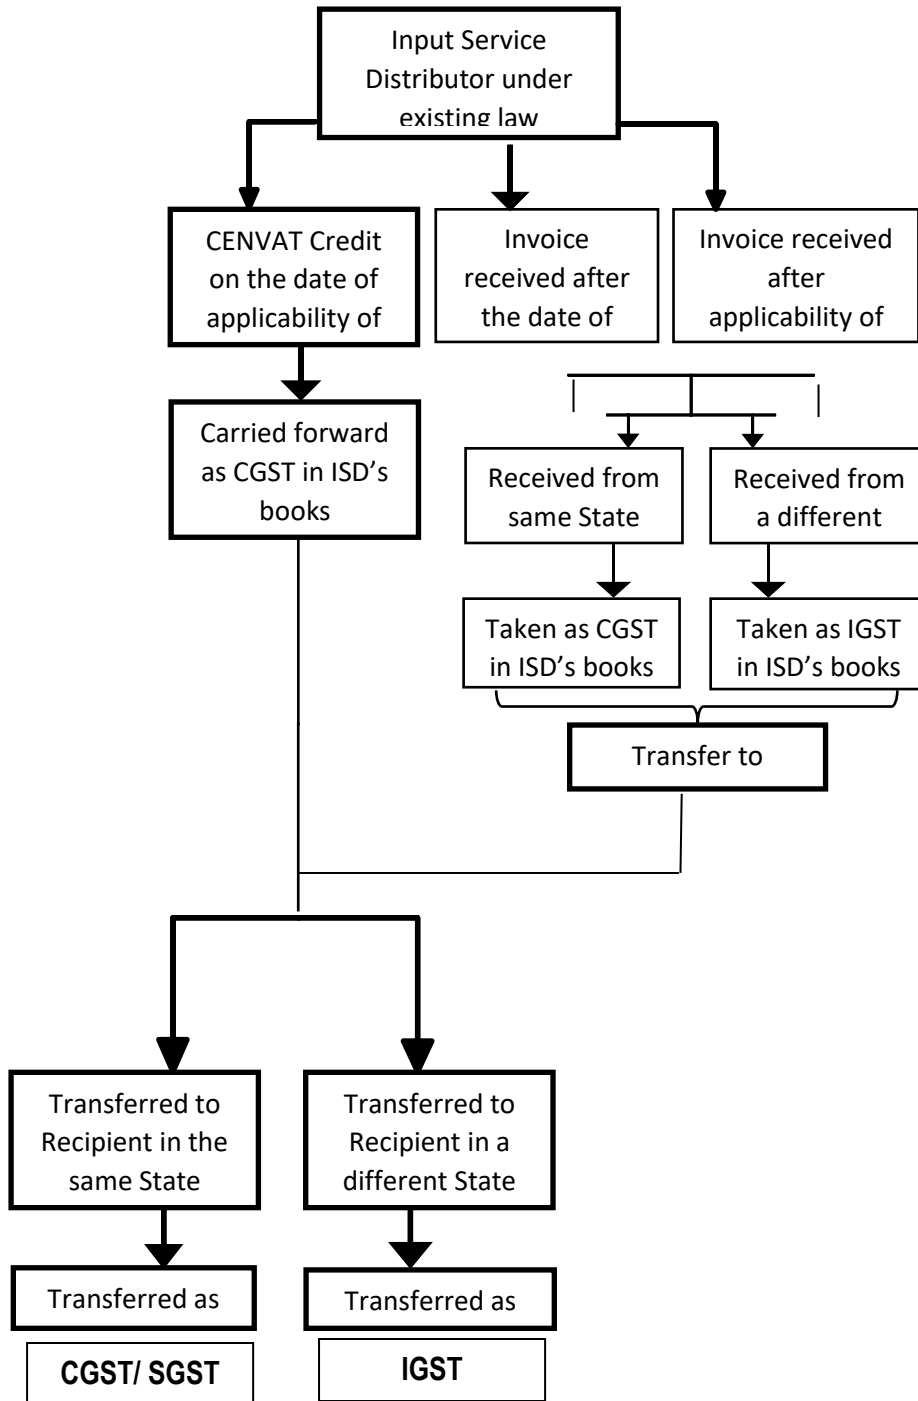 Input Service
Distributor under
existing law
CENVAT Credit
on the date of
applicability of
Invoice
received after
the date of
Invoice received
after
applicability of
Carried forward
as CGST in ISD’s
books
Received from
same State
Received from
a different
Taken as CGST
in ISD’s books
Taken as IGST
in ISD’s books
Transfer to
Transferred to
Recipient in the
same State
Transferred to
Recipient in a
different State
Transferred as
Transferred as
CGST/ SGST
IGST